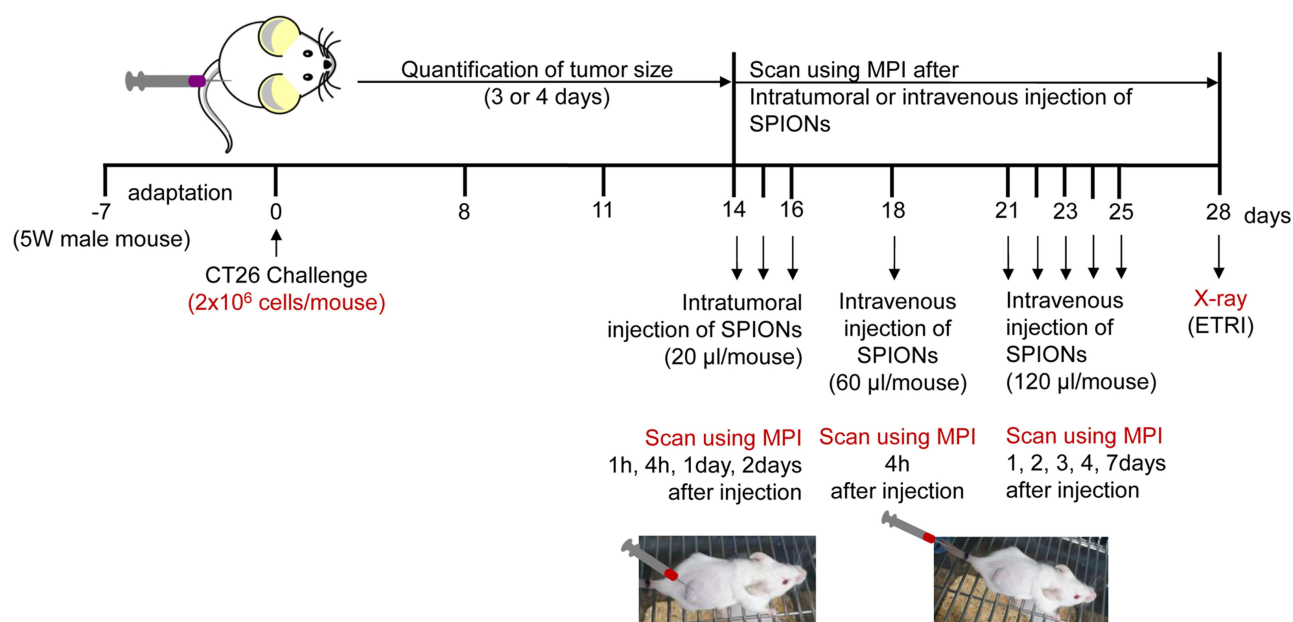 Quantification of tumor size
(3 or 4 days)
Scan using MPI after
Intratumoral or intravenous injection of
SPIONs
adaptation
-7
0
8
11
14
16
18
21
23
25
28
days
(5W male mouse)
CT26 Challenge
(2x10⁶ cells/mouse)
Intratumoral
injection of SPIONs
(20 µl/mouse)
Intravenous
injection of
SPIONs
(60 µl/mouse)
Intravenous
injection of
SPIONs
(120 µl/mouse)
X-ray
(ETRI)
Scan using MPI
1h, 4h, 1day, 2days
after injection
Scan using MPI
4h
after injection
Scan using MPI
1, 2, 3, 4, 7days
after injection